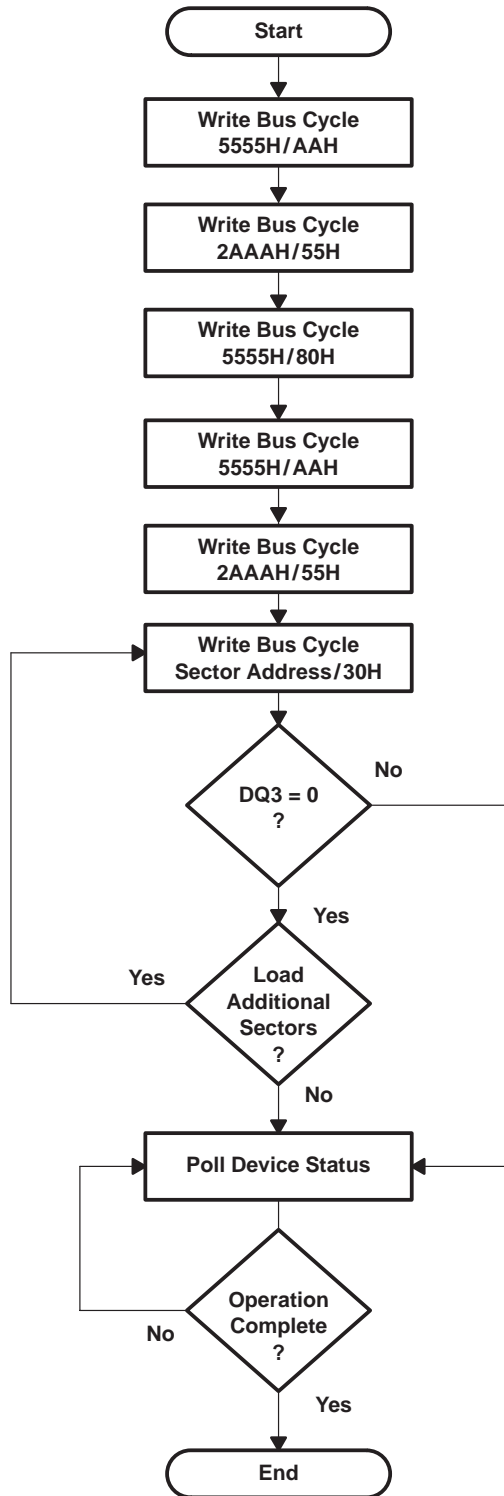 Start
Write Bus Cycle
5555H/AAH
Write Bus Cycle
2AAAH/55H
Write Bus Cycle
5555H/80H
Write Bus Cycle
5555H/AAH
Write Bus Cycle
2AAAH/55H
Write Bus Cycle
Sector Address/30H
No
DQ3 = 0
?
Yes
Yes
Load
Additional
Sectors
?
No
Poll Device Status
Operation
Complete
?
No
Yes
End